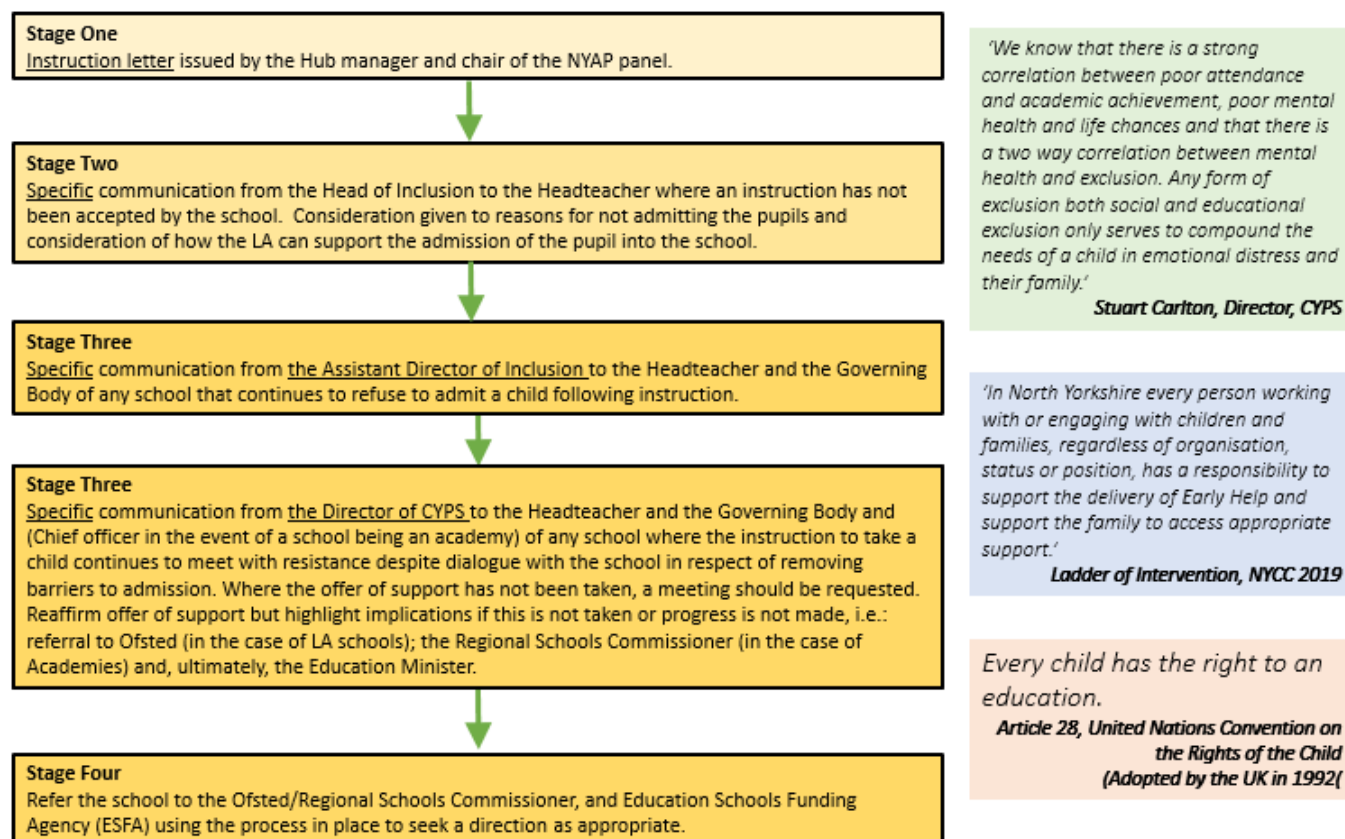 Stage One
Instruction letter issued by the Hub manager and chair of the NYAP panel.
Stage Two
Specific communication from the Head of Inclusion to the Headteacher where an instruction has not
been accepted by the school.  Consideration given to reasons for not admitting the pupils and
consideration of how the LA can support the admission of the pupil into the school.
Stage Three
Specific communication from the Assistant Director of Inclusion to the Headteacher and the Governing
Body of any school that continues to refuse to admit a child following instruction.
Stage Three
Specific communication from the Director of CYPS to the Headteacher and the Governing Body and
(Chief officer in the event of a school being an academy) of any school where the instruction to take a
child continues to meet with resistance despite dialogue with the school in respect of removing
barriers to admission. Where the offer of support has not been taken, a meeting should be requested.
Reaffirm offer of support but highlight implications if this is not taken or progress is not made, i.e.:
referral to Ofsted (in the case of LA schools); the Regional Schools Commissioner (in the case of
Academies) and, ultimately, the Education Minister.
Stage Four
Refer the school to the Ofsted/Regional Schools Commissioner, and Education Schools Funding
Agency (ESFA) using the process in place to seek a direction as appropriate.
'We know that there is a strong
correlation between poor attendance
and academic achievement, poor mental
health and life chances and that there is
a two way correlation between mental
health and exclusion. Any form of
exclusion both social and educational
exclusion only serves to compound the
needs of a child in emotional distress and
their family.'
Stuart Carlton, Director, CYPS
'In North Yorkshire every person working
with or engaging with children and
families, regardless of organisation,
status or position, has a responsibility to
support the delivery of Early Help and
support the family to access appropriate
support.'
Ladder of Intervention, NYCC 2019
Every child has the right to an
education.
Article 28, United Nations Convention on
the Rights of the Child
(Adopted by the UK in 1992(